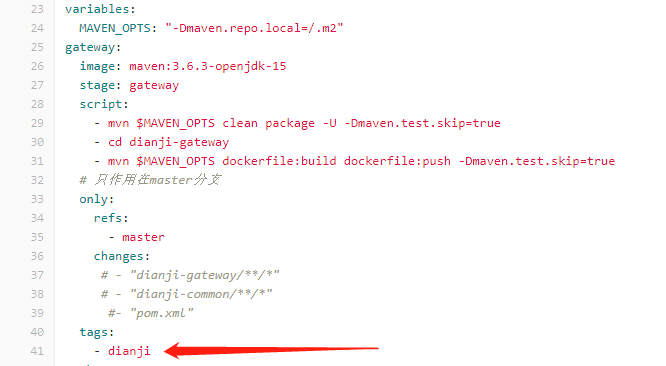 23 variables:
24 MAVEN_OPTS: "-Dmaven.repo.local=/.m2"
25 gateway:
26 image: maven:3.6.3-openjdk-15
27 stage: gateway
28 script:
29 - mvn $MAVEN_OPTS clean package -U -Dmaven.test.skip=true
30 - cd dianji-gateway
31 - mvn $MAVEN_OPTS dockerfile:build dockerfile:push -Dmaven.test.skip=true
32 # 只作用在master分支
33 only:
34 refs:
35 - master
36 changes:
37 # - "dianji-gateway/**/*"
38 # - "dianji-common/**/*"
39 #- "pom.xml"
40 tags:
41 - dianji